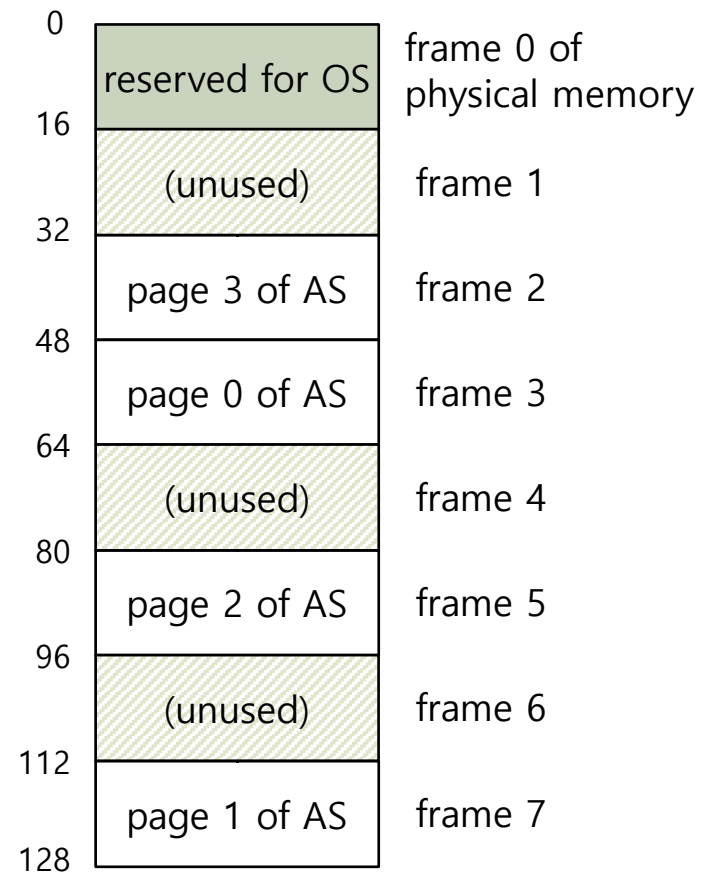 0
reserved for OS
frame 0 of
physical memory
16
(unused)
frame 1
32
page 3 of AS
frame 2
48
page 0 of AS
frame 3
64
(unused)
frame 4
80
page 2 of AS
frame 5
96
(unused)
frame 6
112
page 1 of AS
frame 7
128